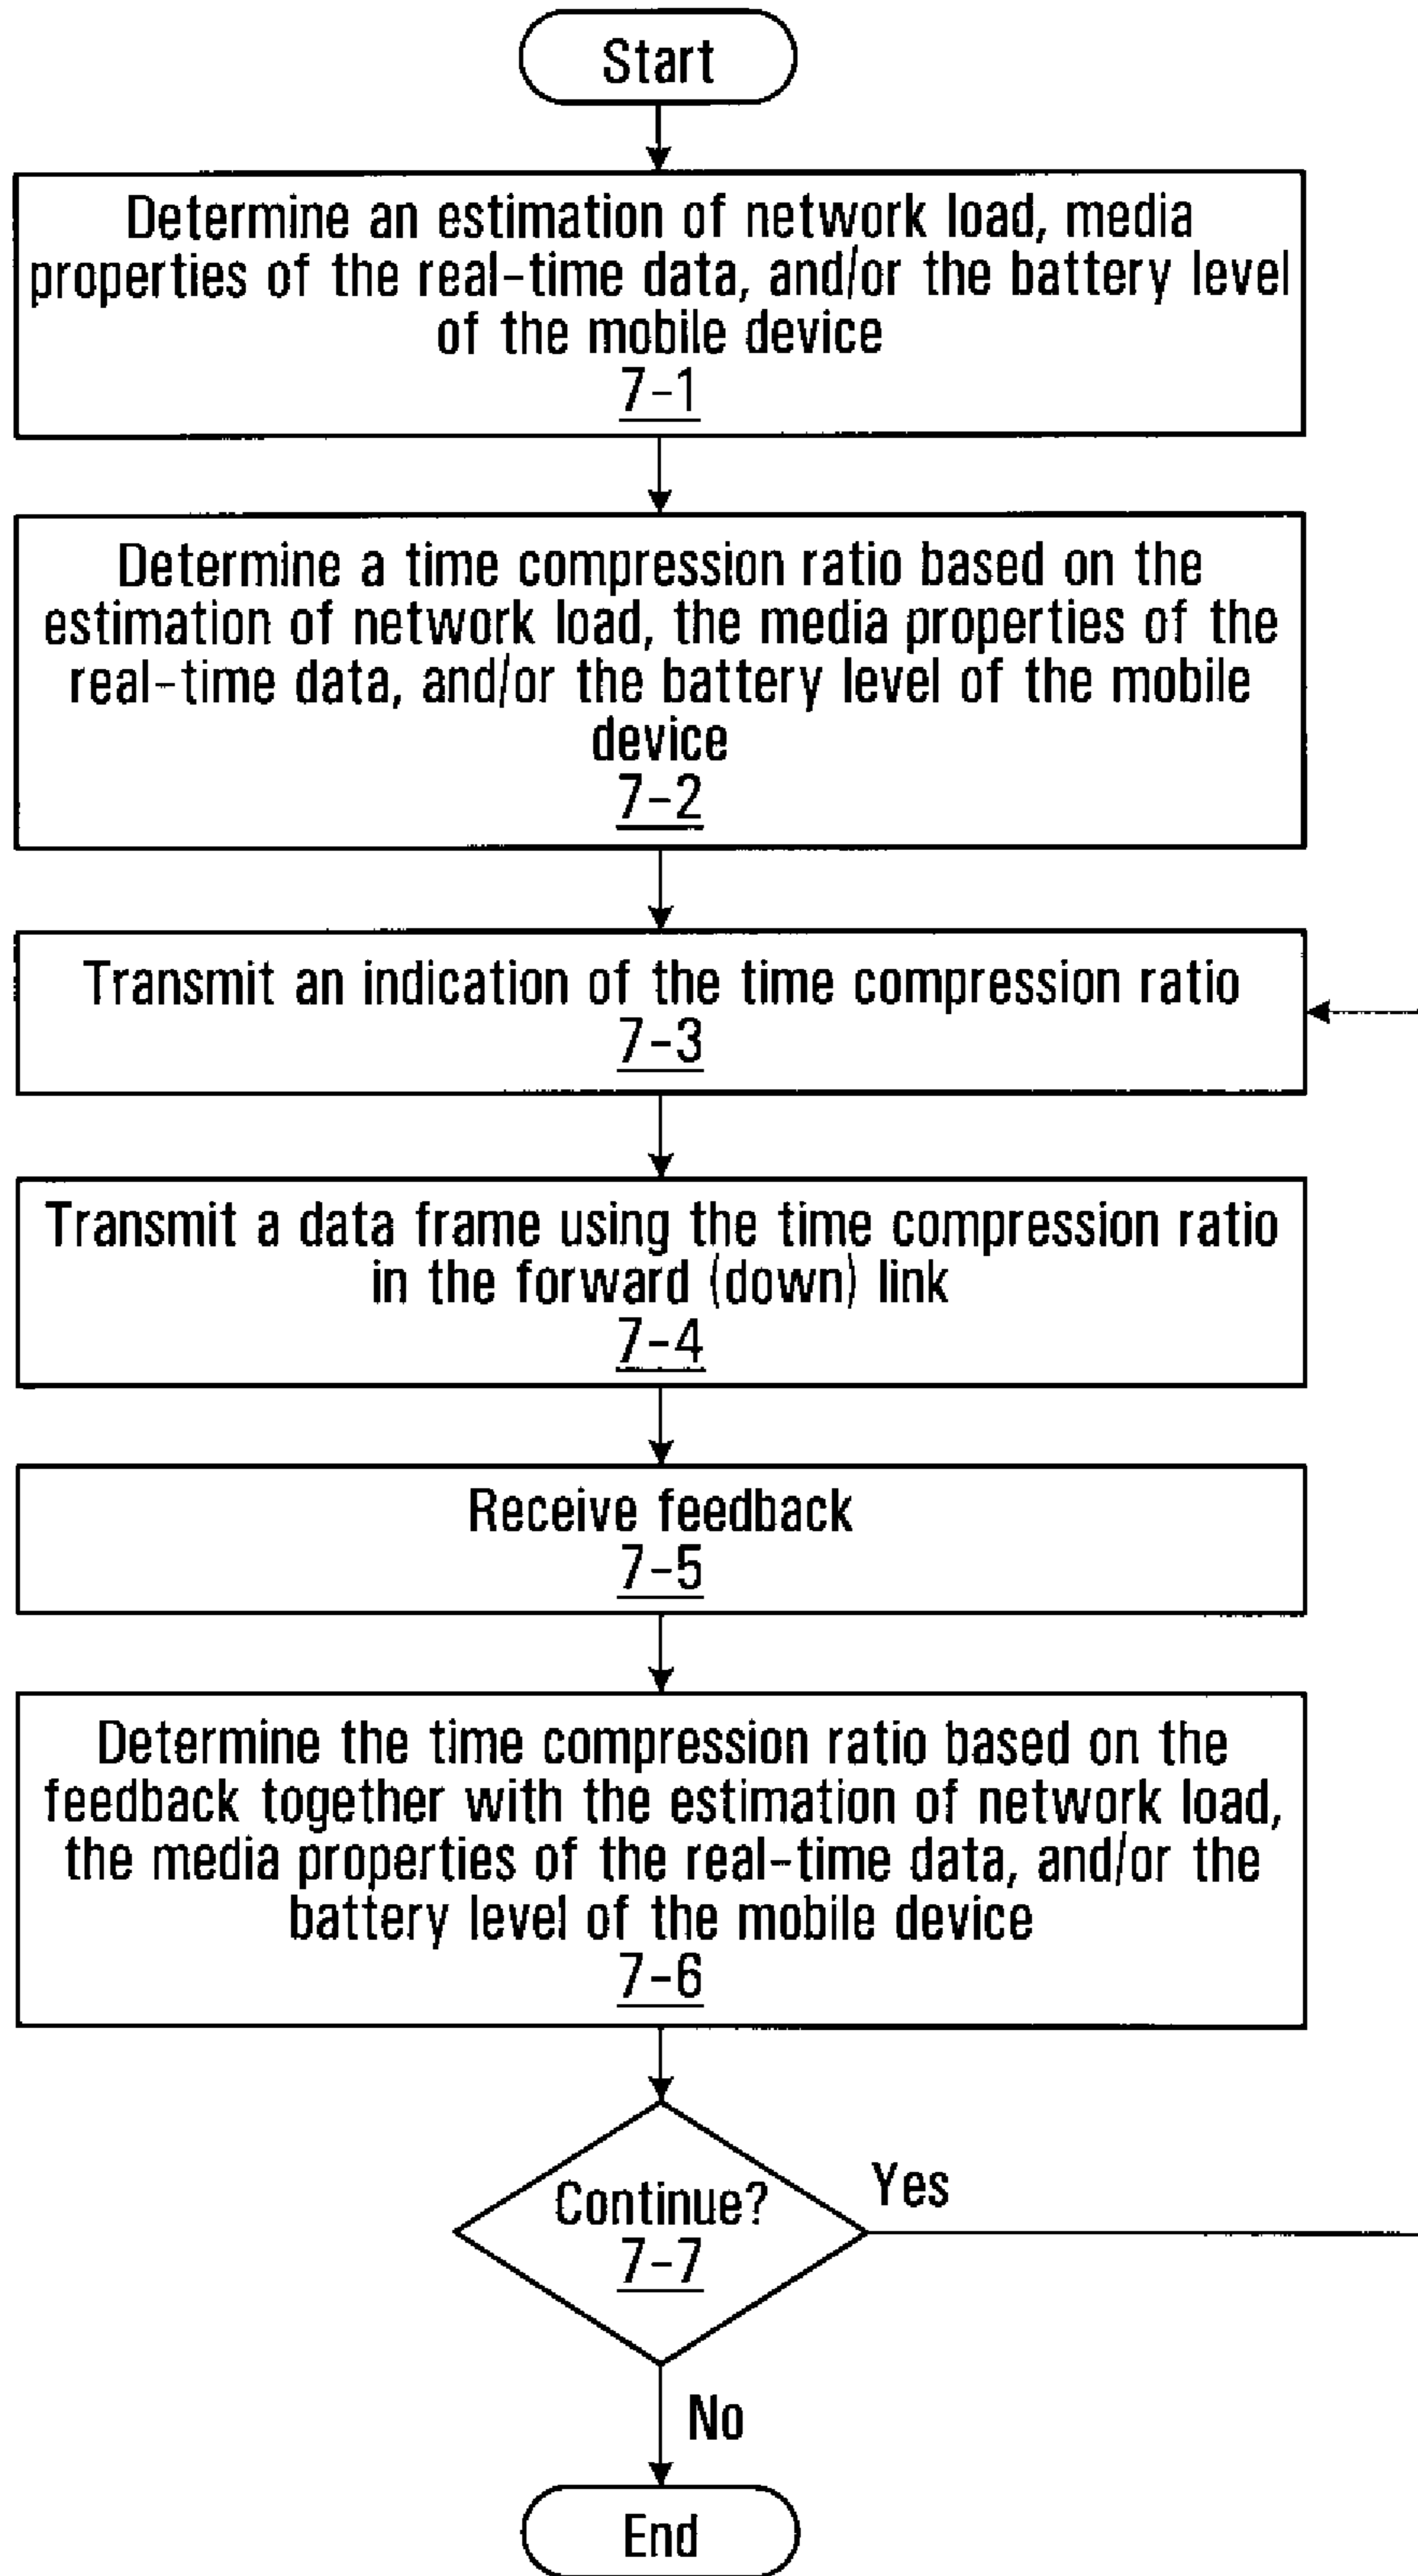 Start
Determine an estimation of network load, media
properties of the real-time data, and/or the battery level
of the mobile device
7-1
Determine a time compression ratio based on the
estimation of network load, the media properties of the
real-time data, and/or the battery level of the mobile
device
7-2
Transmit an indication of the time compression ratio
7-3
Transmit a data frame using the time compression ratio
in the forward (down) link
7-4
Receive feedback
7-5
Determine the time compression ratio based on the
feedback together with the estimation of network load,
the media properties of the real-time data, and/or the
battery level of the mobile device
7-6
Continue?
7-7
Yes
No
End